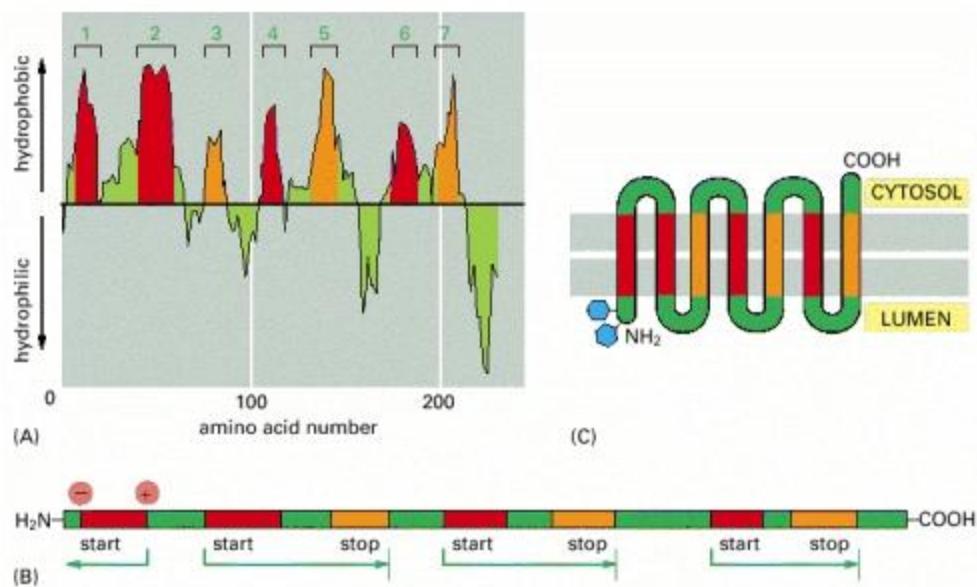 1 2 3 4 5 6 7
hydrophobic
hydrophilic
0 100 200
amino acid number
(A)
COOH
CYTOSOL
LUMEN
NH₂
(C)
− +
H₂N COOH
start start stop start stop start stop
(B)